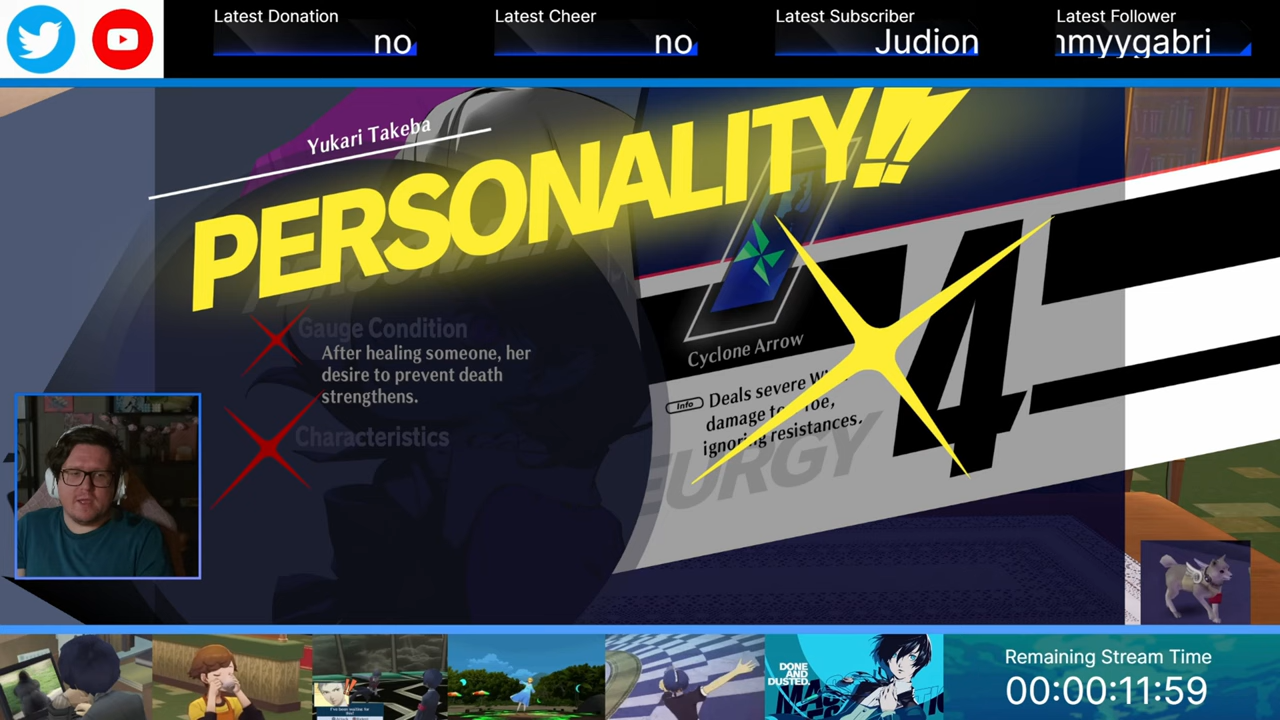 Latest Donation
no
Latest Cheer
no
Latest Subscriber
Judion
Latest Follower
nmyygabri
Yukari Takeba
PERSONALITY!!
Gauge Condition
After healing someone, her
desire to prevent death
strengthens.
Characteristics
Cyclone Arrow
4
Info
Deals severe
damage to foe,
ignoring resistances.
EURGY
DONE
AND
DUSTED.
Remaining Stream Time
00:00:11:59